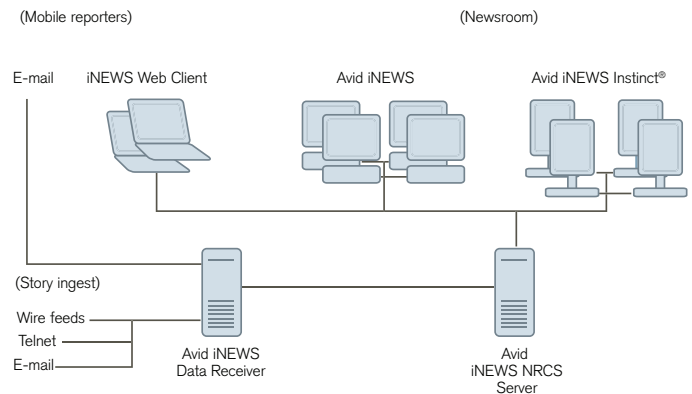 (Mobile reporters)
(Newsroom)
E-mail
iNEWS Web Client
Avid iNEWS
Avid iNEWS Instinct®
(Story ingest)
Wire feeds
Telnet
E-mail
Avid iNEWS
Data Receiver
Avid
iNEWS NRCS
Server